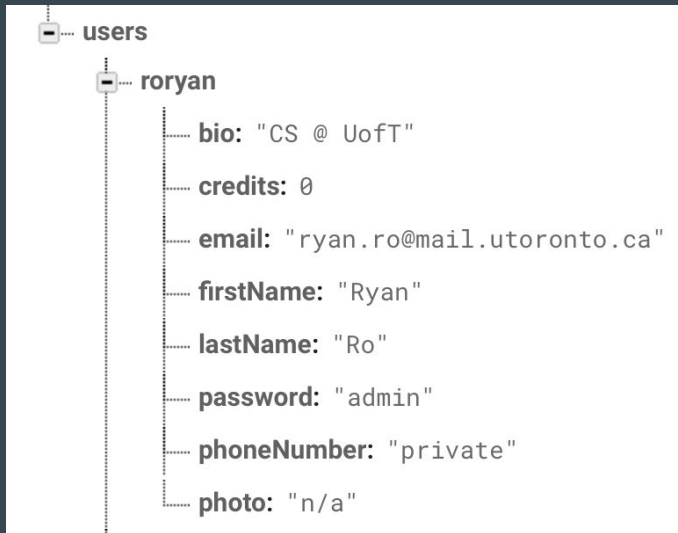 users
roryan
bio: "CS @ UofT"
credits: 0
email: "ryan.ro@mail.utoronto.ca"
firstName: "Ryan"
lastName: "Ro"
password: "admin"
phoneNumber: "private"
photo: "n/a"